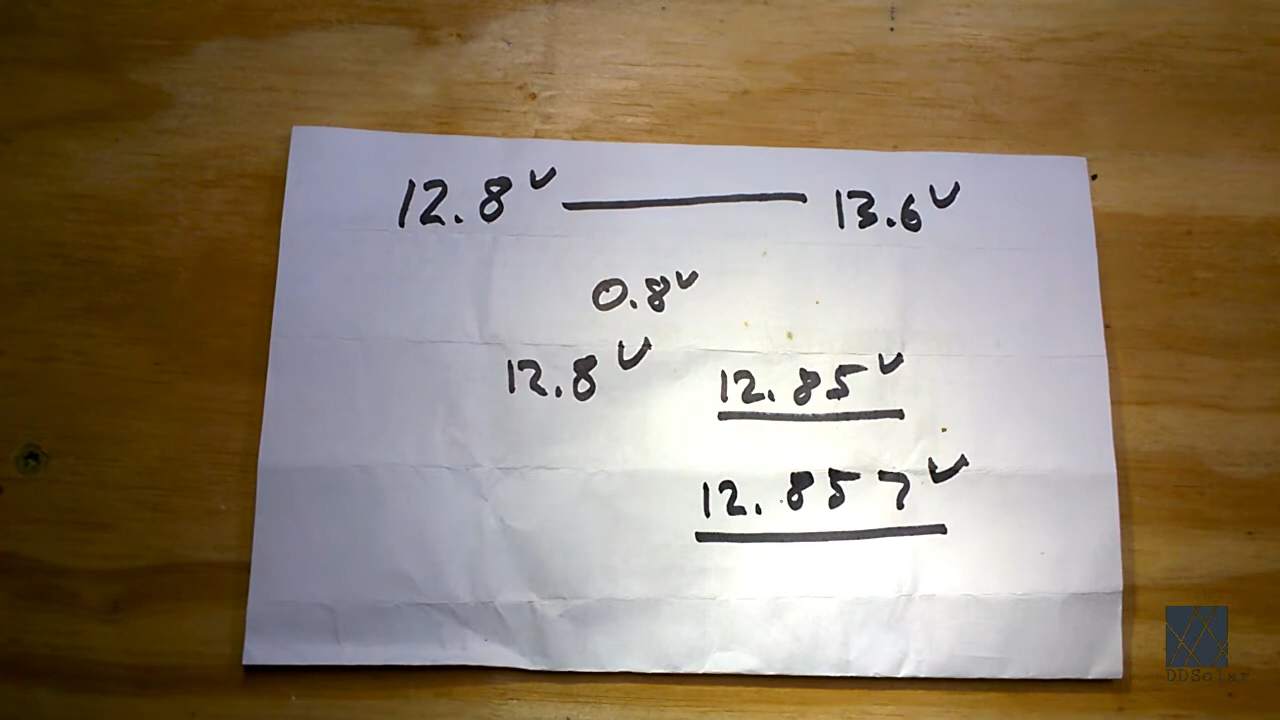 12.8V — 13.6V
0.8V
12.8V 12.85V
12.857V
DDSolar